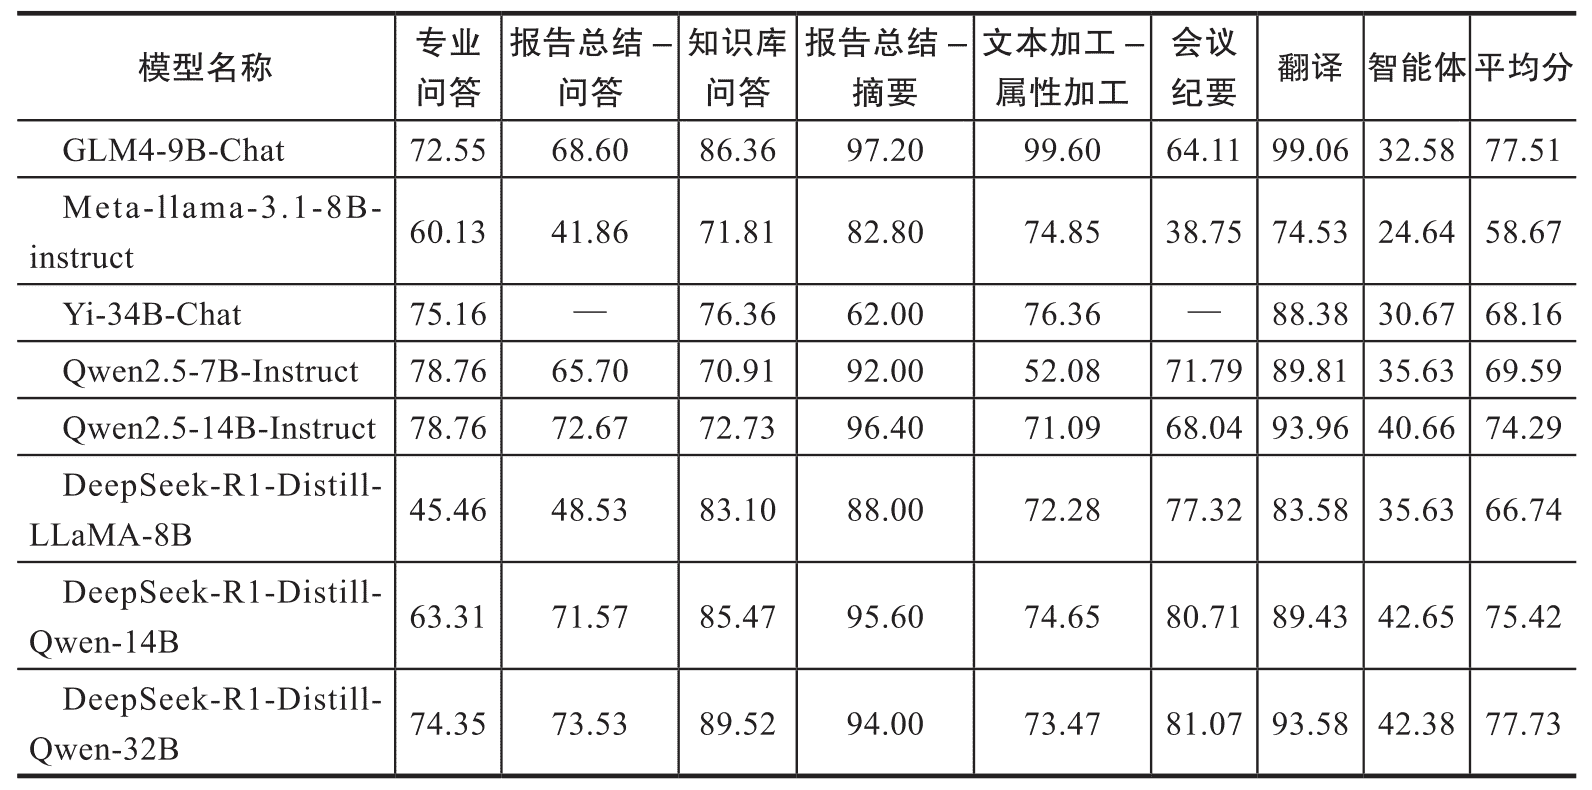 模型名称 专业问答 报告总结–问答 知识库问答 报告总结–摘要 文本加工–属性加工 会议纪要 翻译 智能体 平均分
GLM4-9B-Chat 72.55 68.60 86.36 97.20 99.60 64.11 99.06 32.58 77.51
Meta-llama-3.1-8B-instruct 60.13 41.86 71.81 82.80 74.85 38.75 74.53 24.64 58.67
Yi-34B-Chat 75.16 — 76.36 62.00 76.36 — 88.38 30.67 68.16
Qwen2.5-7B-Instruct 78.76 65.70 70.91 92.00 52.08 71.79 89.81 35.63 69.59
Qwen2.5-14B-Instruct 78.76 72.67 72.73 96.40 71.09 68.04 93.96 40.66 74.29
DeepSeek-R1-Distill-LLaMA-8B 45.46 48.53 83.10 88.00 72.28 77.32 83.58 35.63 66.74
DeepSeek-R1-Distill-Qwen-14B 63.31 71.57 85.47 95.60 74.65 80.71 89.43 42.65 75.42
DeepSeek-R1-Distill-Qwen-32B 74.35 73.53 89.52 94.00 73.47 81.07 93.58 42.38 77.73